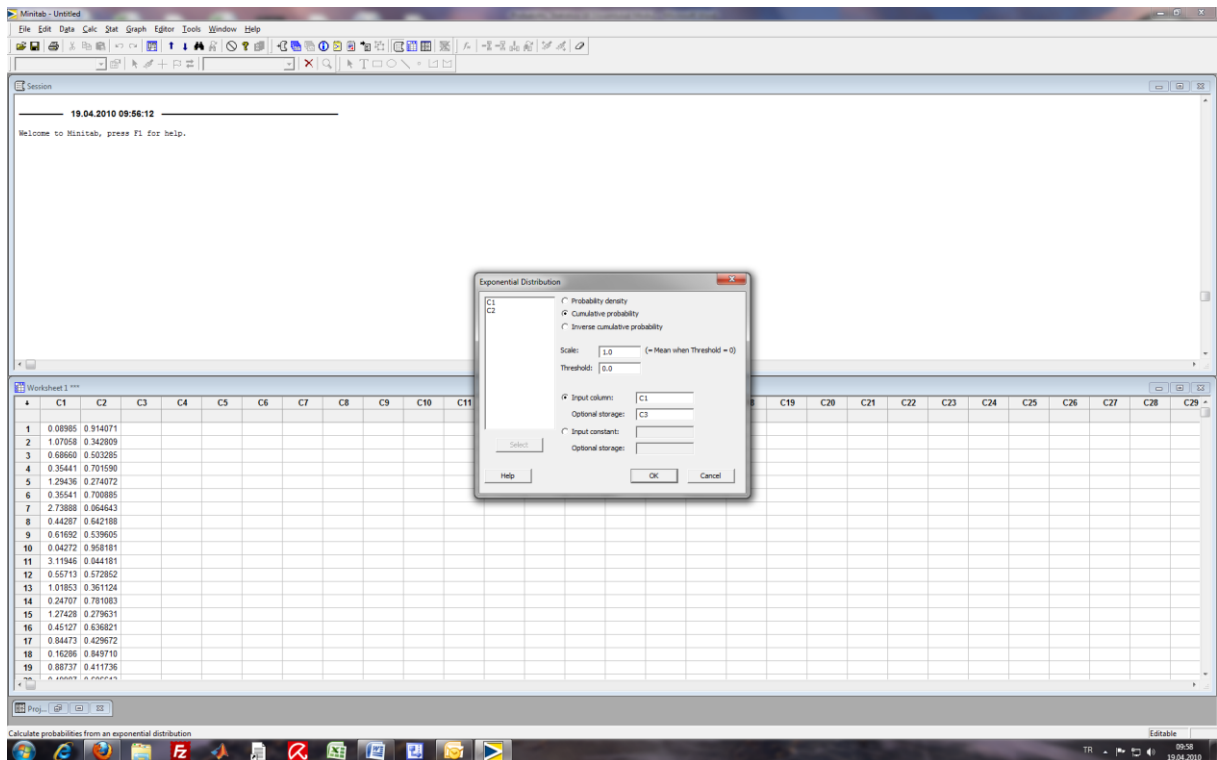 Minitab - Untitled
File Edit Data Calc Stat Graph Editor Tools Window Help
Session
19.04.2010 09:56:12
Welcome to Minitab, press F1 for help.
Exponential Distribution
C1
C2
Probability density
Cumulative probability
Inverse cumulative probability
Scale: 1.0 (= Mean when Threshold = 0)
Threshold: 0.0
Input column: C1
Optional storage: C3
Input constant:
Optional storage:
Select
Help OK Cancel
Worksheet 1 ***
C1 C2 C3 C4 C5 C6 C7 C8 C9 C10 C11 C19 C20 C21 C22 C23 C24 C25 C26 C27 C28 C29
1 0.08985 0.914071
2 1.07058 0.342809
3 0.68660 0.503285
4 0.35441 0.701590
5 1.29436 0.274072
6 0.35541 0.700885
7 2.73888 0.064643
8 0.44287 0.642188
9 0.61692 0.539605
10 0.04272 0.958181
11 3.11946 0.044181
12 0.55713 0.572852
13 1.01853 0.361124
14 0.24707 0.781083
15 1.27428 0.279631
16 0.45127 0.636821
17 0.84473 0.429672
18 0.16286 0.849710
19 0.88737 0.411736
Proj...
Calculate probabilities from an exponential distribution
Editable
TR
09:58
19.04.2010